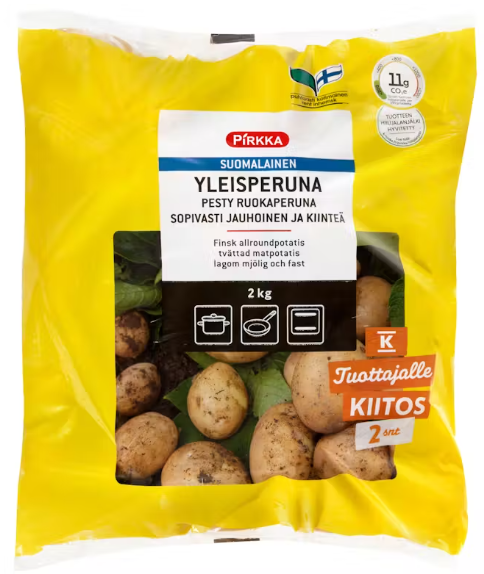 11g
CO₂e
TUOTTEEN
HIILIJALANJÄLKI
HYVITETTY
PIRKKA
SUOMALAINEN
YLEISPERUNA
PESTY RUOKAPERUNA
SOPIVASTI JAUHOINEN JA KIINTEÄ
Finsk allroundpotatis
tvättad matpotatis
lagom mjölig och fast
2 kg
K
Tuottajalle
KIITOS
2 snt